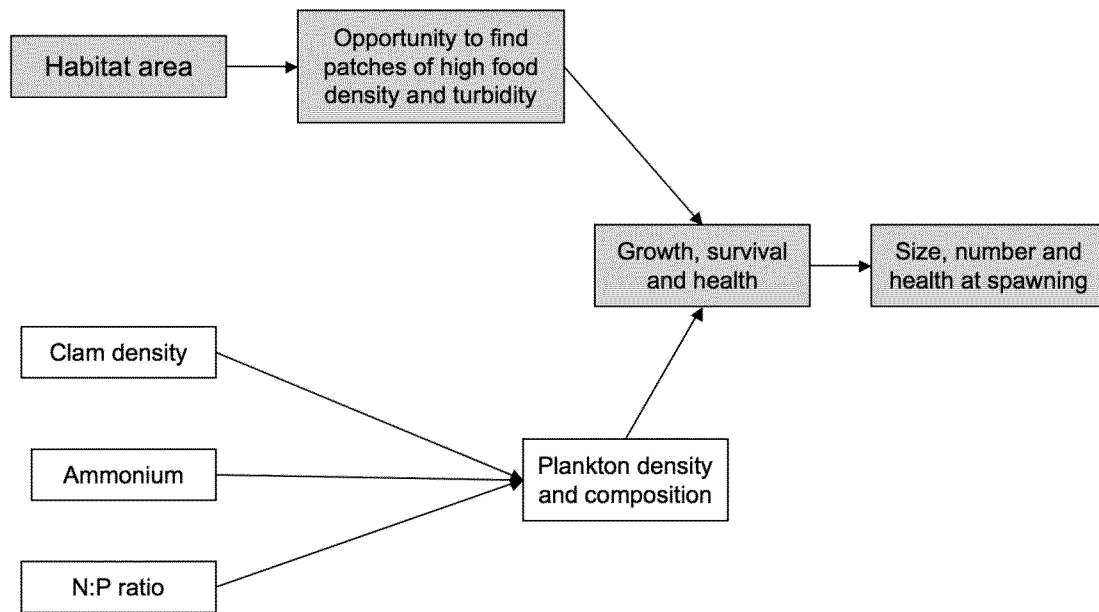 Habitat area
Opportunity to find
patches of high food
density and turbidity
Growth, survival
and health
Size, number and
health at spawning
Clam density
Ammonium
N:P ratio
Plankton density
and composition